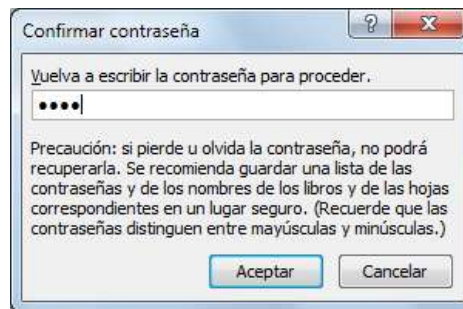 Confirmar contraseña
Vuelva a escribir la contraseña para proceder.
••••
Precaución: si pierde u olvida la contraseña, no podrá
recuperarla. Se recomienda guardar una lista de las
contraseñas y de los nombres de los libros y de las hojas
correspondientes en un lugar seguro. (Recuerde que las
contraseñas distinguen entre mayúsculas y minúsculas.)
Aceptar Cancelar